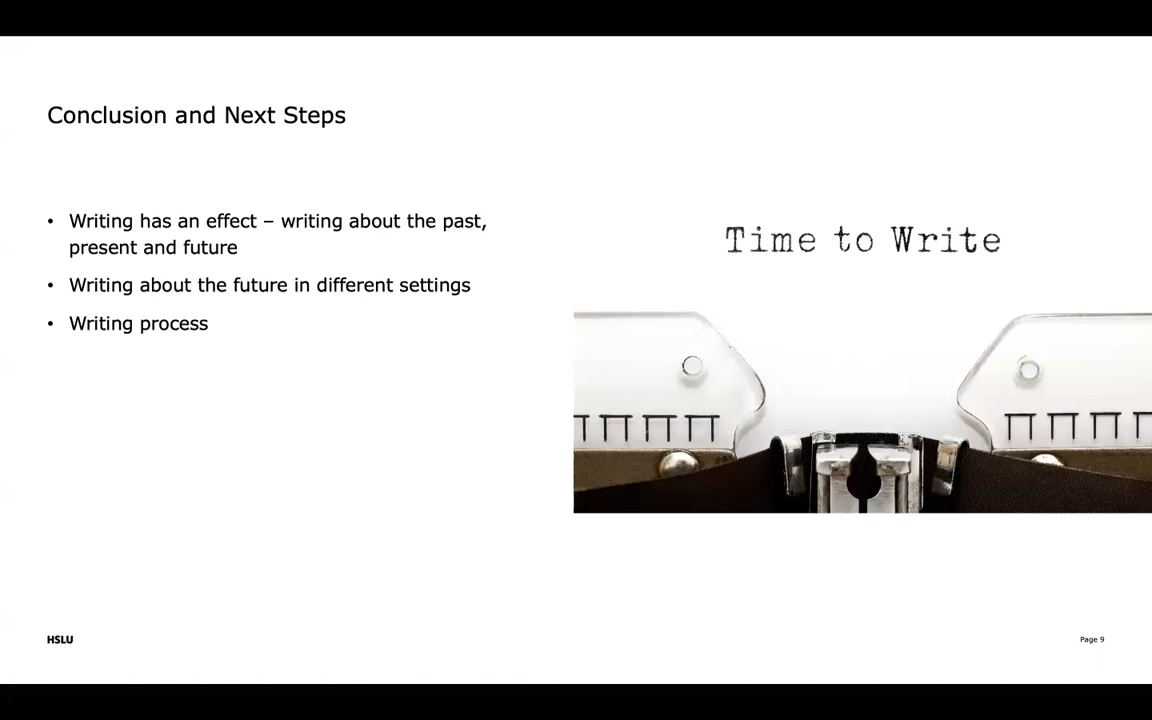 Conclusion and Next Steps
• Writing has an effect – writing about the past,
present and future
• Writing about the future in different settings
• Writing process
Time to Write
HSLU
Page 9